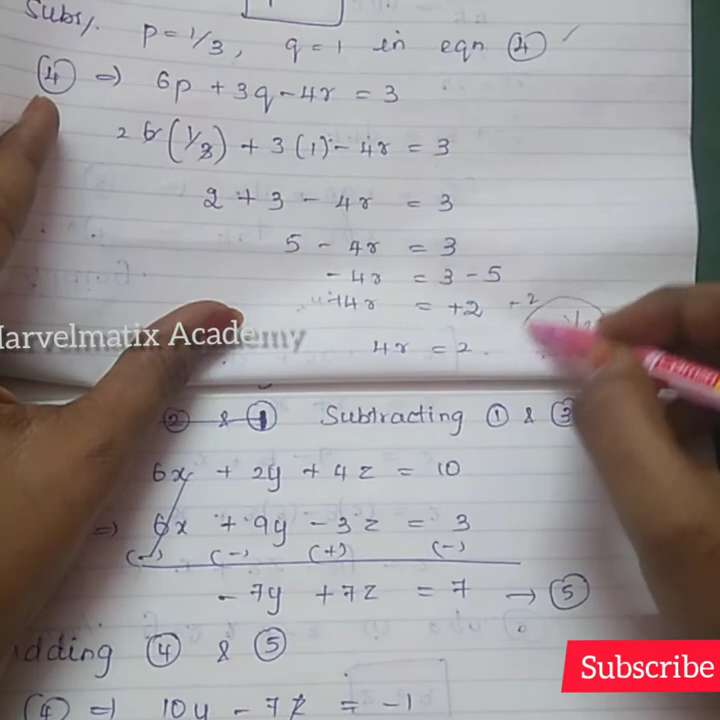 Subs/. p = 1/3, q = 1 in eqn ④ ✓
④ ⇒ 6p + 3q - 4r = 3
2 6(1/3) + 3(1) - 4r = 3
2 + 3 - 4r = 3
5 - 4r = 3
- 4r = 3 - 5
+4r = +2
4r = 2
Marvelmatix Academy
② & ① Subtracting ① & ③
6x + 2y + 4z = 10
⇒ 6x + 9y - 3z = 3
(-) (-) (+) (-)
- 7y + 7z = 7 → ⑤
adding ④ & ⑤
Subscribe
④ ⇒ 10y - 7z = -1